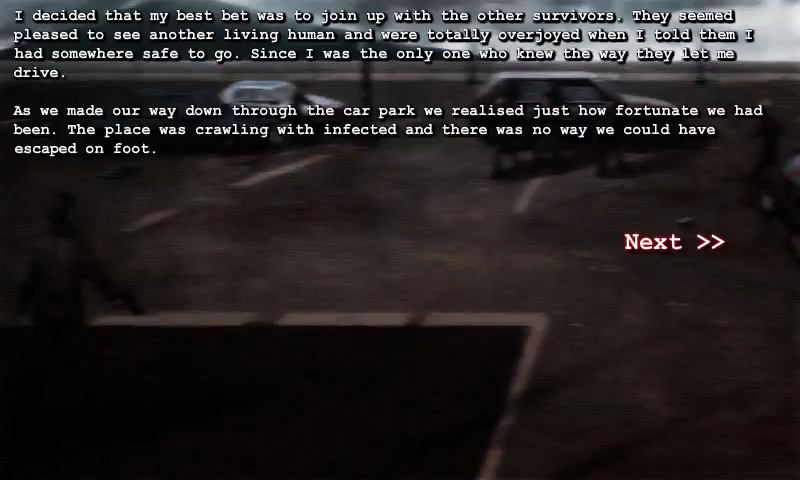 I decided that my best bet was to join up with the other survivors. They seemed
pleased to see another living human and were totally overjoyed when I told them I
had somewhere safe to go. Since I was the only one who knew the way they let me
drive.
As we made our way down through the car park we realised just how fortunate we had
been. The place was crawling with infected and there was no way we could have
escaped on foot.
Next >>